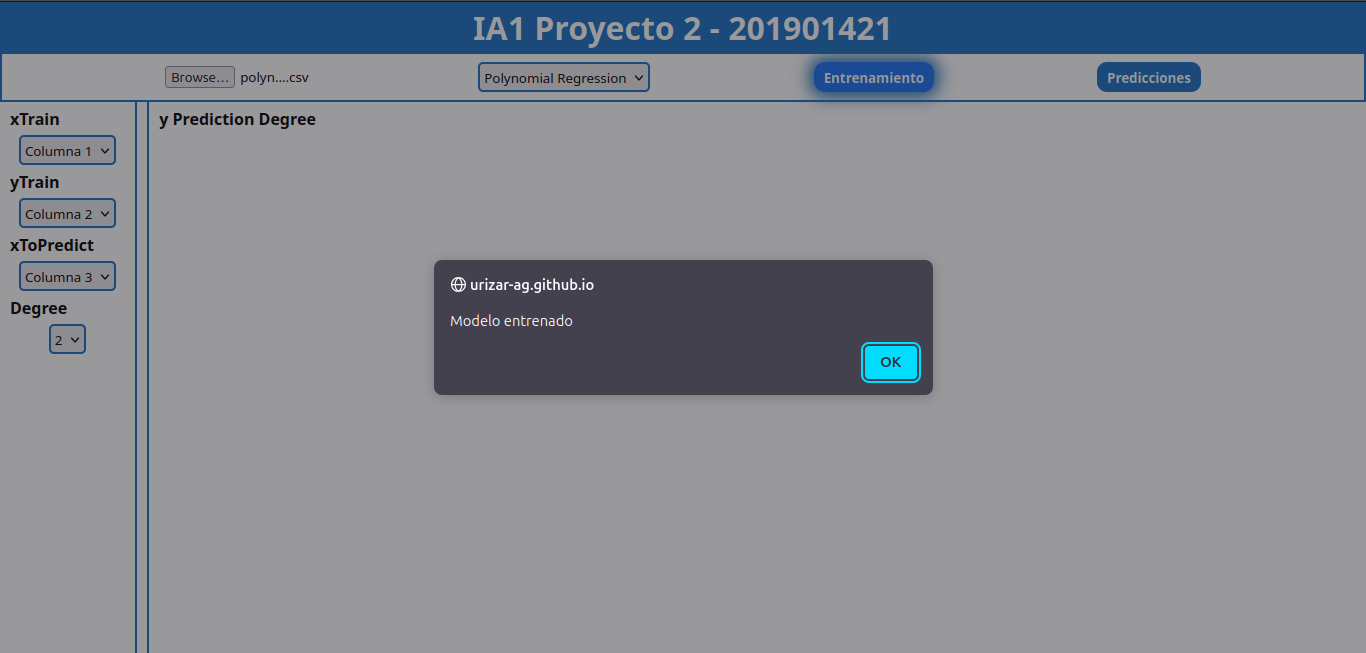 IA1 Proyecto 2 - 201901421
Browse... polyn....csv
Polynomial Regression
Entrenamiento
Predicciones
xTrain
Columna 1
yTrain
Columna 2
xToPredict
Columna 3
Degree
2
y Prediction Degree
urizar-ag.github.io
Modelo entrenado
OK